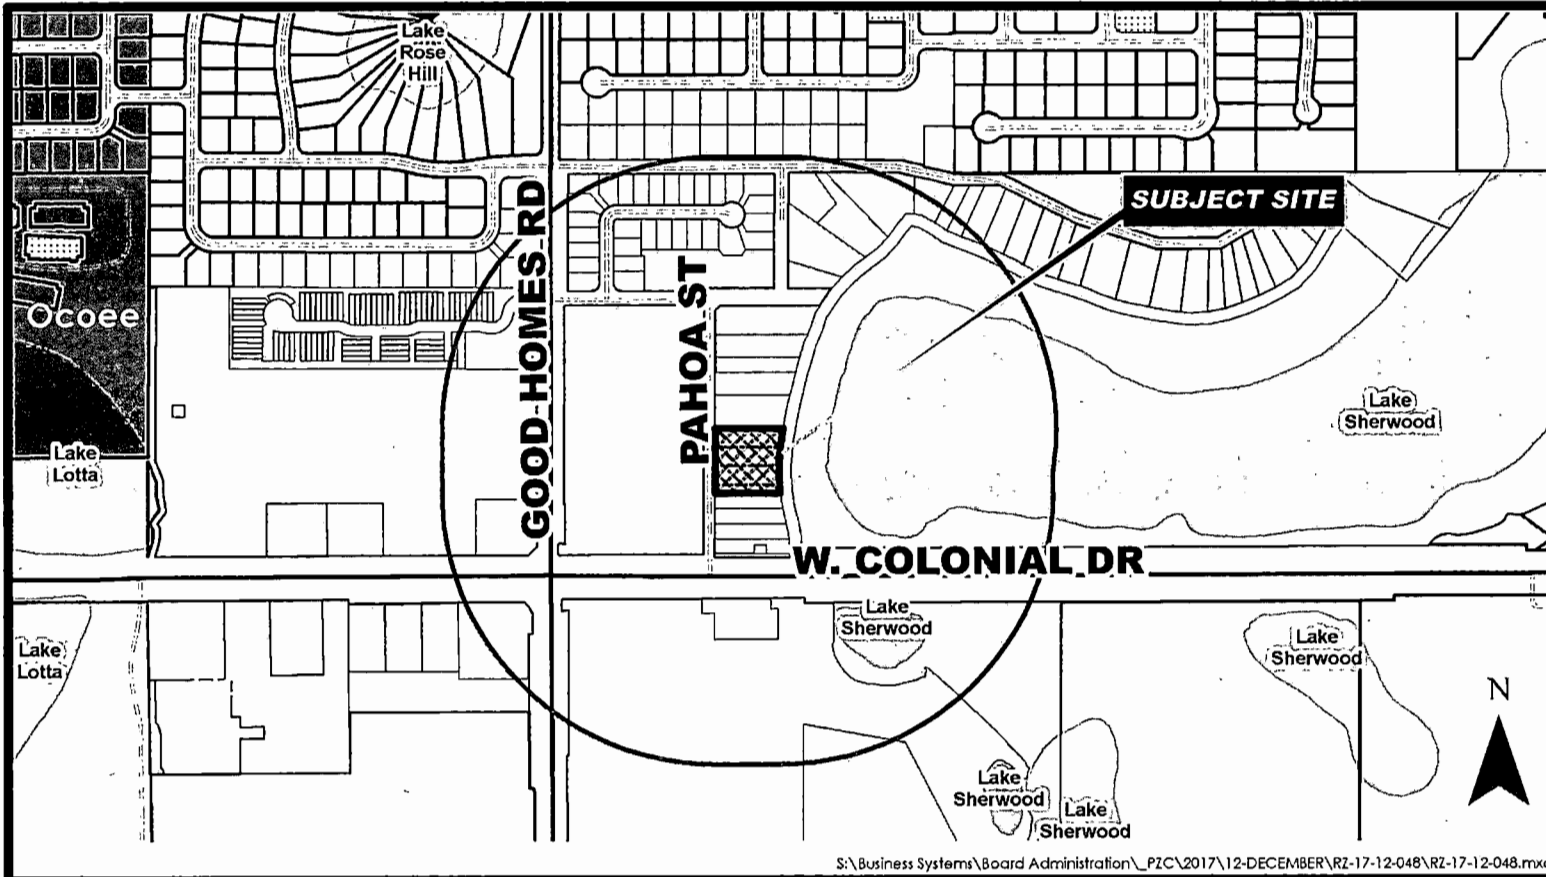 Lake
Rose
Hill
SUBJECT SITE
GOOD HOMES RD
PAHOA ST
Ocoee
Lake
Sherwood
Lake
Lotta
W. COLONIAL DR
Lake
Sherwood
Lake
Lotta
Lake
Sherwood
N
Lake
Sherwood
Lake
Sherwood
S:\Business Systems\Board Administration\_PZC\2017\12-DECEMBER\RZ-17-12-048\RZ-17-12-048.mxd